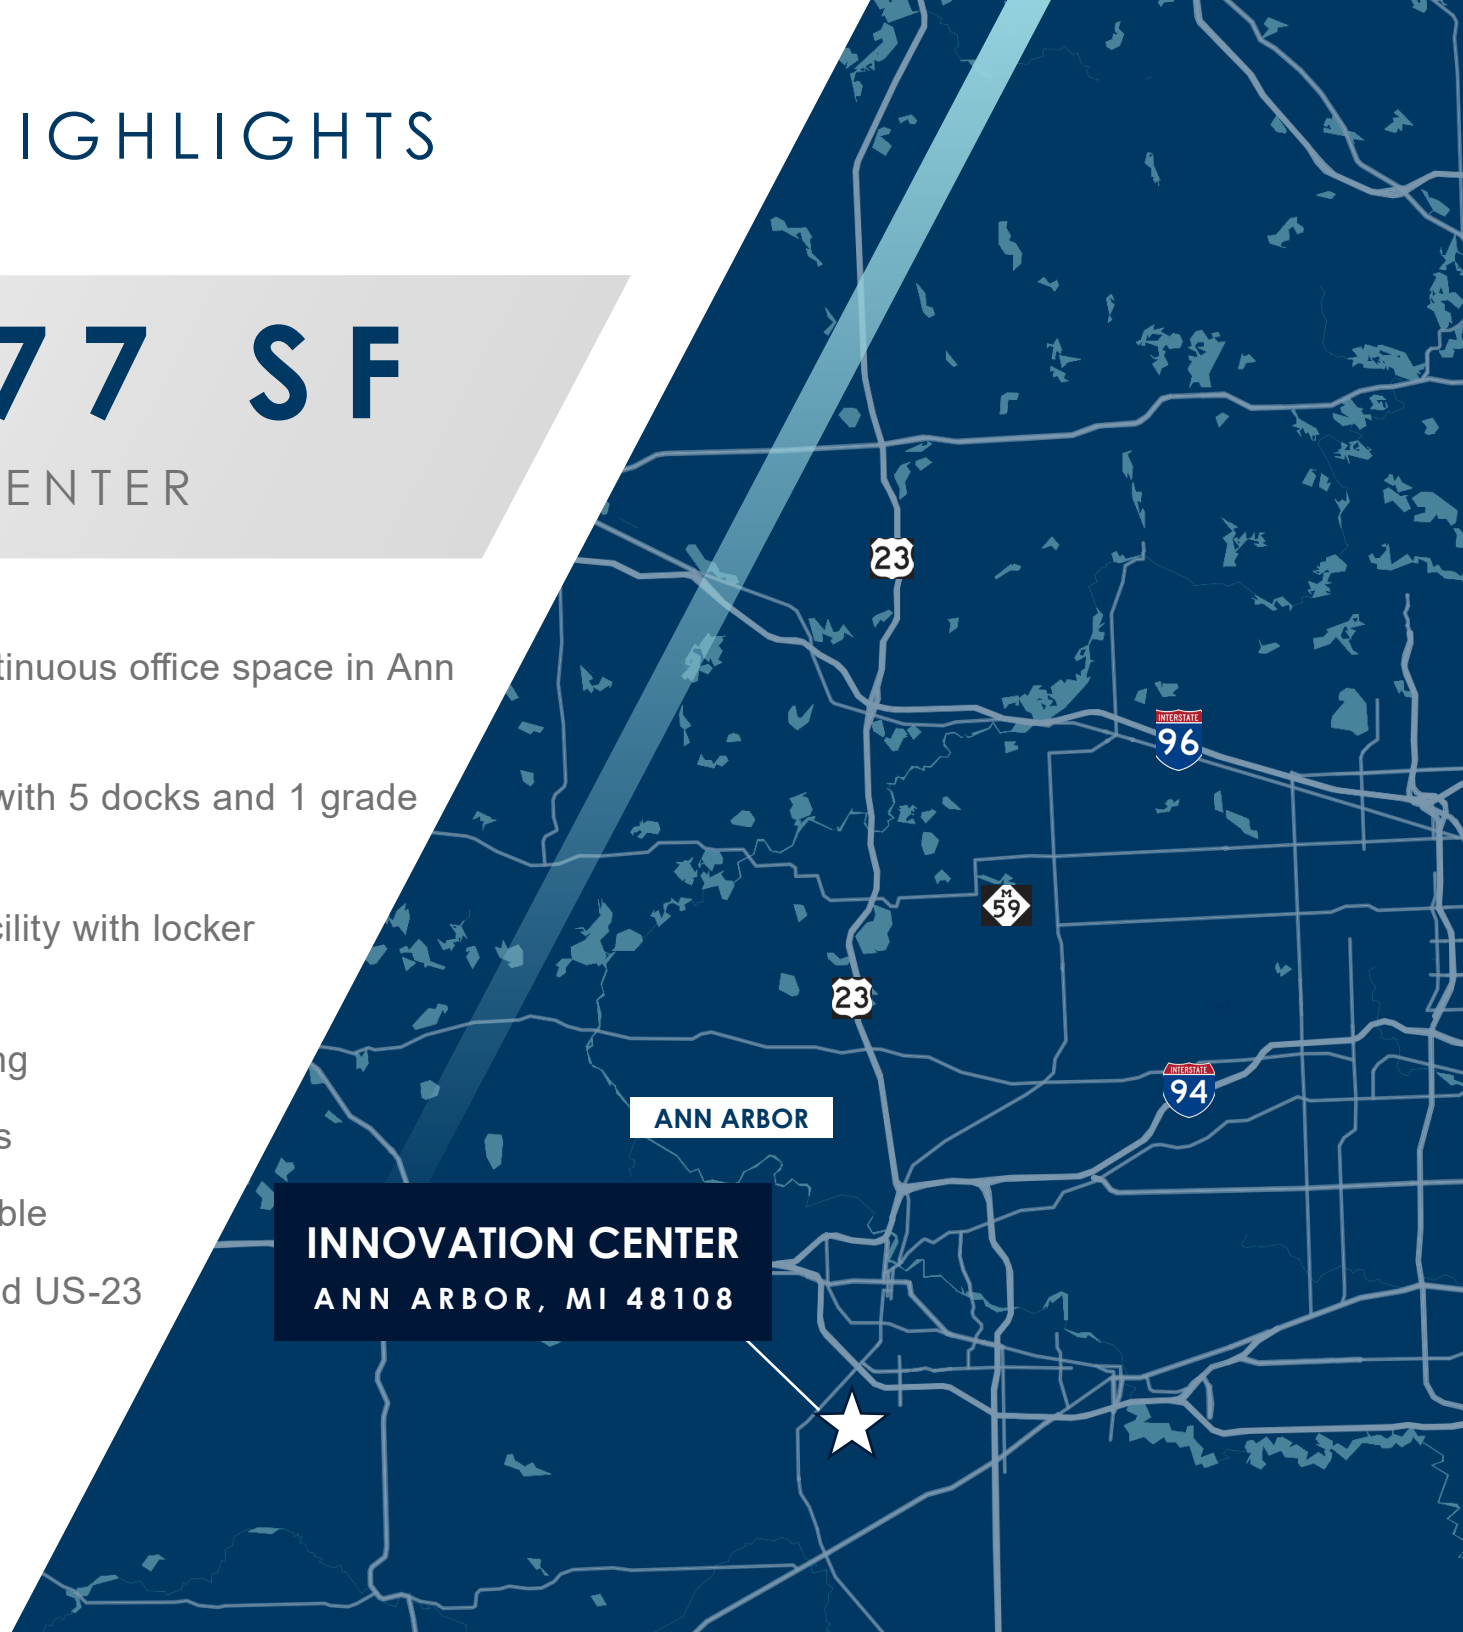 IGHLIGHTS
77 SF
ENTER
tinuous office space in Ann
with 5 docks and 1 grade
cility with locker
ng
s
ble
d US-23
23
INTERSTATE
96
M
59
23
INTERSTATE
94
ANN ARBOR
INNOVATION CENTER
ANN ARBOR, MI 48108